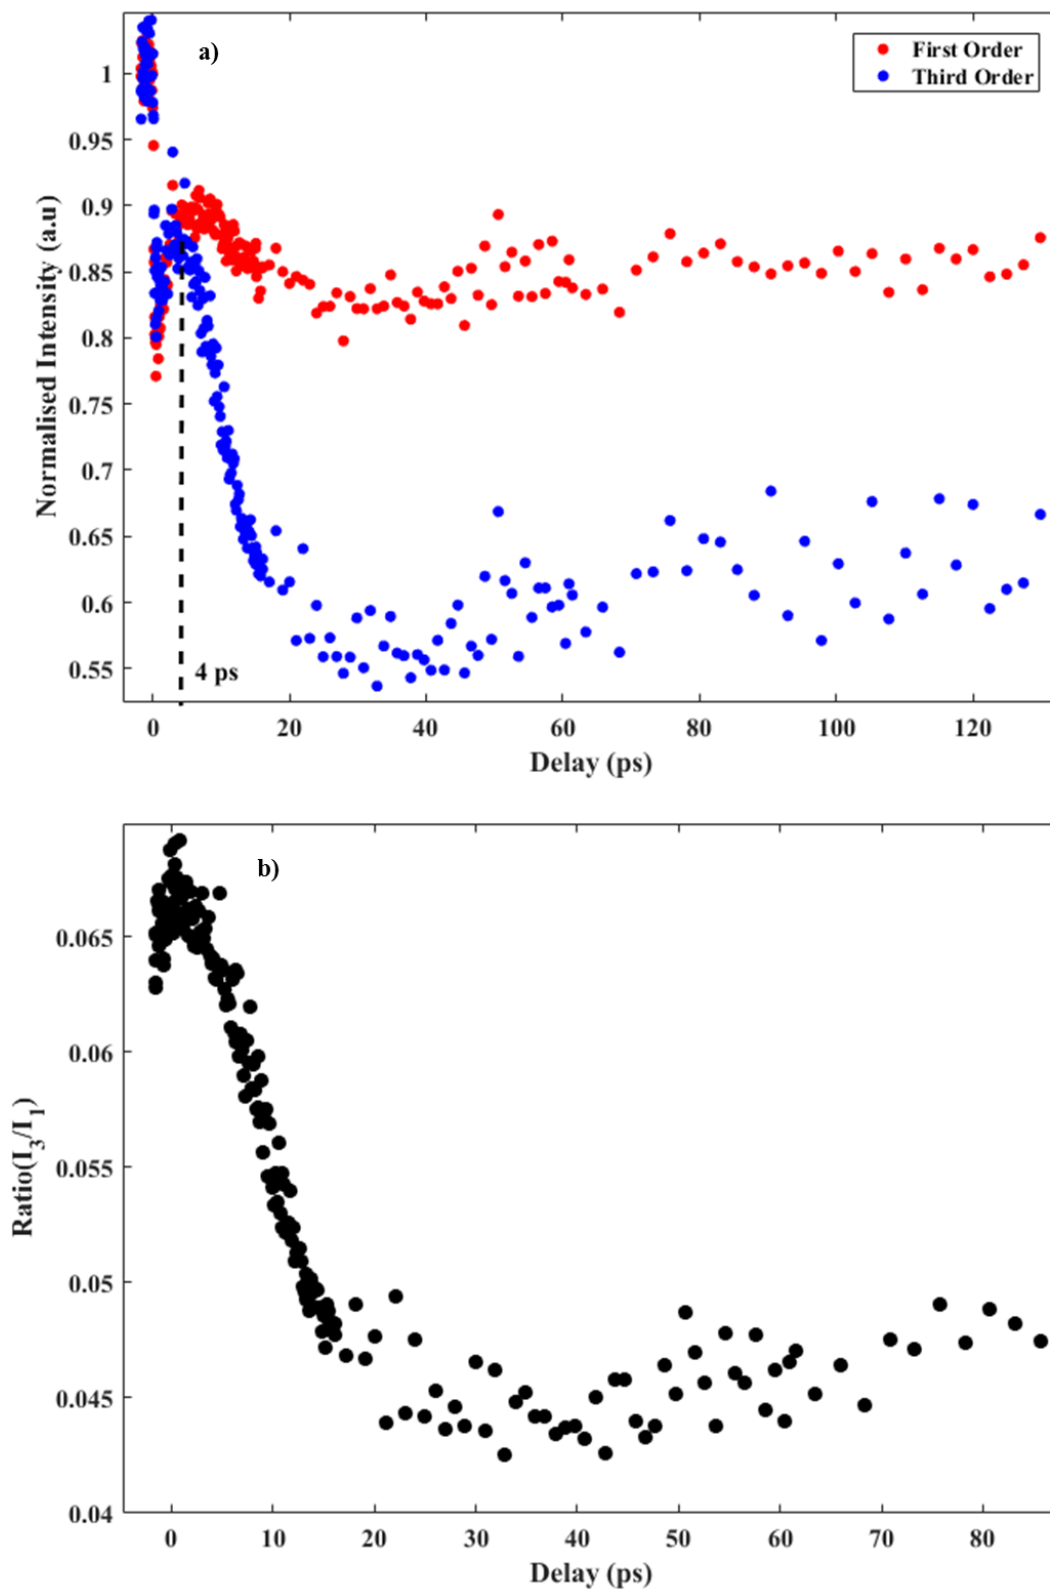 a)
First Order
Third Order
1
0.95
0.9
0.85
0.8
0.75
0.7
0.65
0.6
0.55
Normalised Intensity (a.u)
4 ps
0 20 40 60 80 100 120
Delay (ps)
b)
0.065
0.06
0.055
0.05
0.045
0.04
Ratio(I3/I1)
0 10 20 30 40 50 60 70 80
Delay (ps)